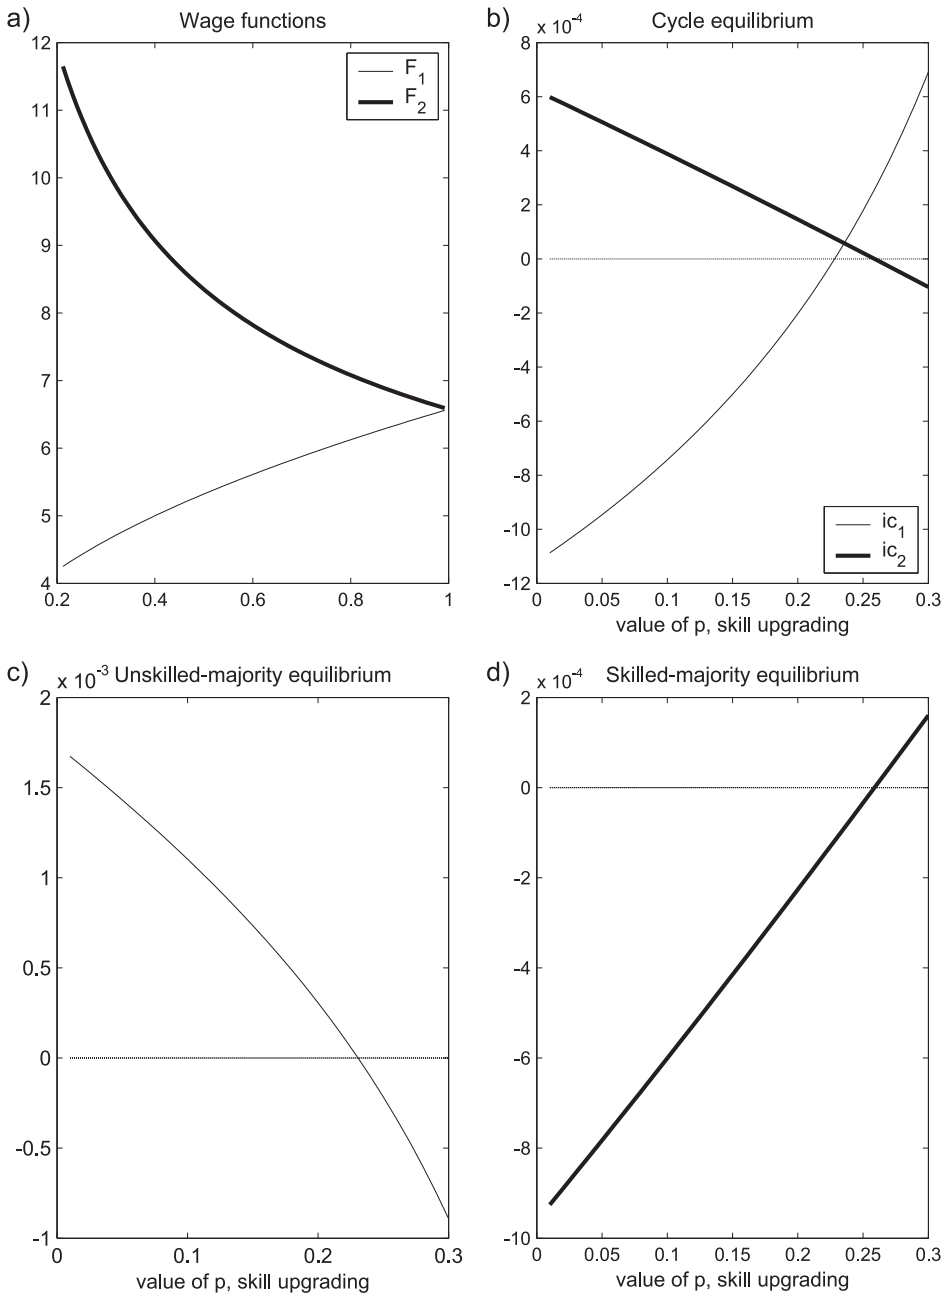 a) Wage functions
12
11
10
9
8
7
6
5
4
0.2 0.4 0.6 0.8 1
F1
F2
b) Cycle equilibrium
x 10-4
8
6
4
2
0
-2
-4
-6
-8
-10
-12
0 0.05 0.1 0.15 0.2 0.25 0.3
value of p, skill upgrading
ic1
ic2
c) Unskilled-majority equilibrium
x 10-3
2
1.5
1
0.5
0
-0.5
-1
0 0.1 0.2 0.3
value of p, skill upgrading
d) Skilled-majority equilibrium
x 10-4
2
0
-2
-4
-6
-8
-10
0 0.05 0.1 0.15 0.2 0.25 0.3
value of p, skill upgrading